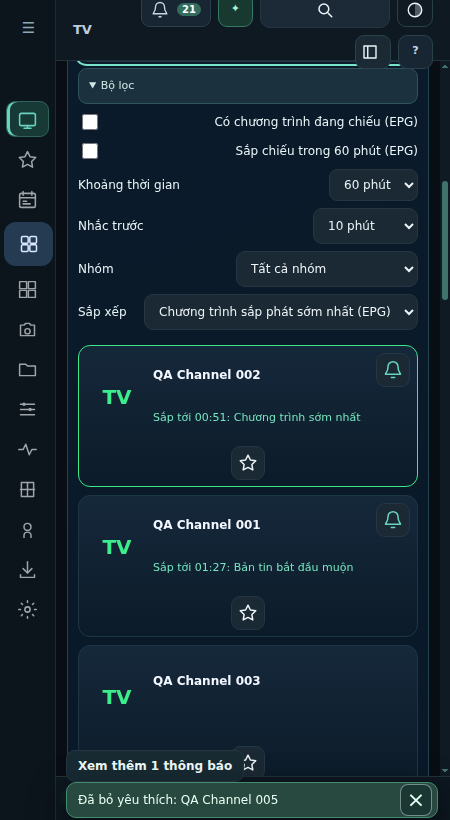 21
TV
?
▼ Bộ lọc
Có chương trình đang chiếu (EPG)
Sắp chiếu trong 60 phút (EPG)
Khoảng thời gian 60 phút
Nhắc trước 10 phút
Nhóm Tất cả nhóm
Sắp xếp Chương trình sắp phát sớm nhất (EPG)
QA Channel 002
TV
Sắp tới 00:51: Chương trình sớm nhất
QA Channel 001
TV
Sắp tới 01:27: Bản tin bắt đầu muộn
QA Channel 003
TV
Xem thêm 1 thông báo
Đã bỏ yêu thích: QA Channel 005